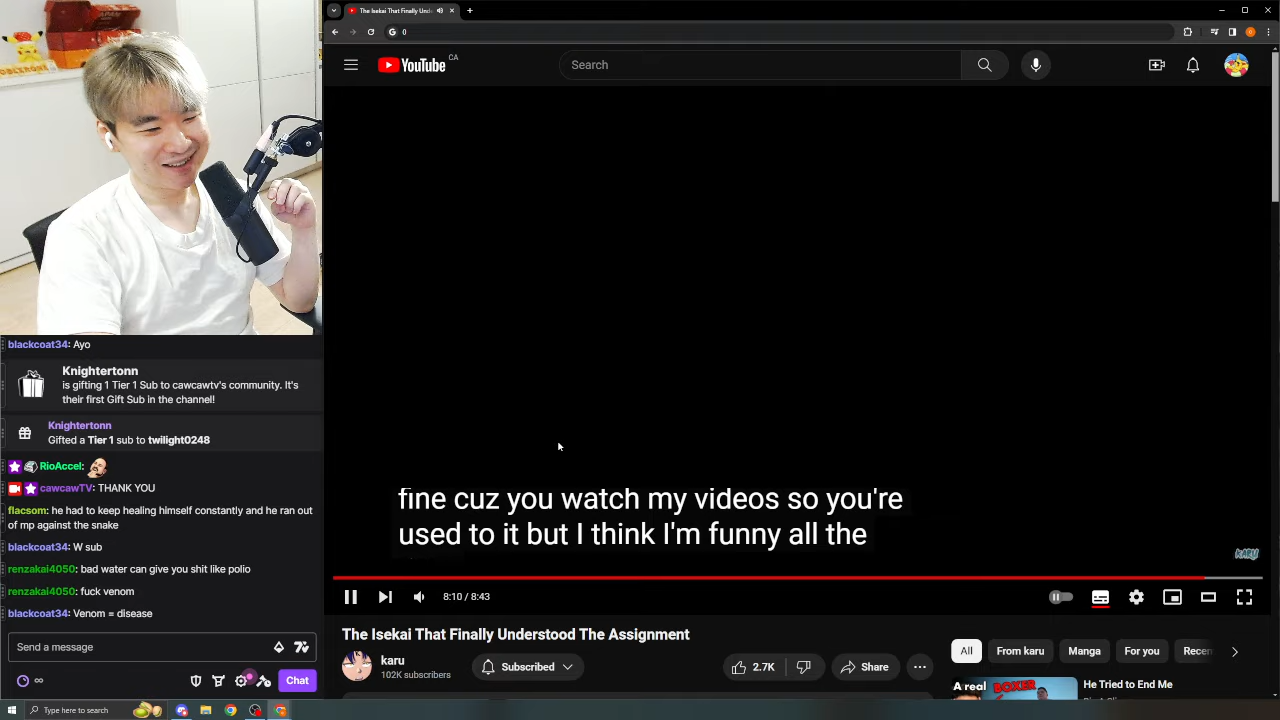 The Isekai That Finally Unde
0
YouTube CA
Search
fine cuz you watch my videos so you're
used to it but I think I'm funny all the
KARU
8:10 / 8:43
The Isekai That Finally Understood The Assignment
karu
102K subscribers
Subscribed
2.7K
Share
All
From karu
Manga
For you
Recen
A real
BOXER
He Tried to End Me
blackcoat34: Ayo
Knightertonn
is gifting 1 Tier 1 Sub to cawcawtv's community. It's
their first Gift Sub in the channel!
Knightertonn
Gifted a Tier 1 sub to twilight0248
RioAccel:
cawcawTV: THANK YOU
flacsom: he had to keep healing himself constantly and he ran out
of mp against the snake
blackcoat34: W sub
renzakai4050: bad water can give you shit like polio
renzakai4050: fuck venom
blackcoat34: Venom = disease
Send a message
Chat
Type here to search